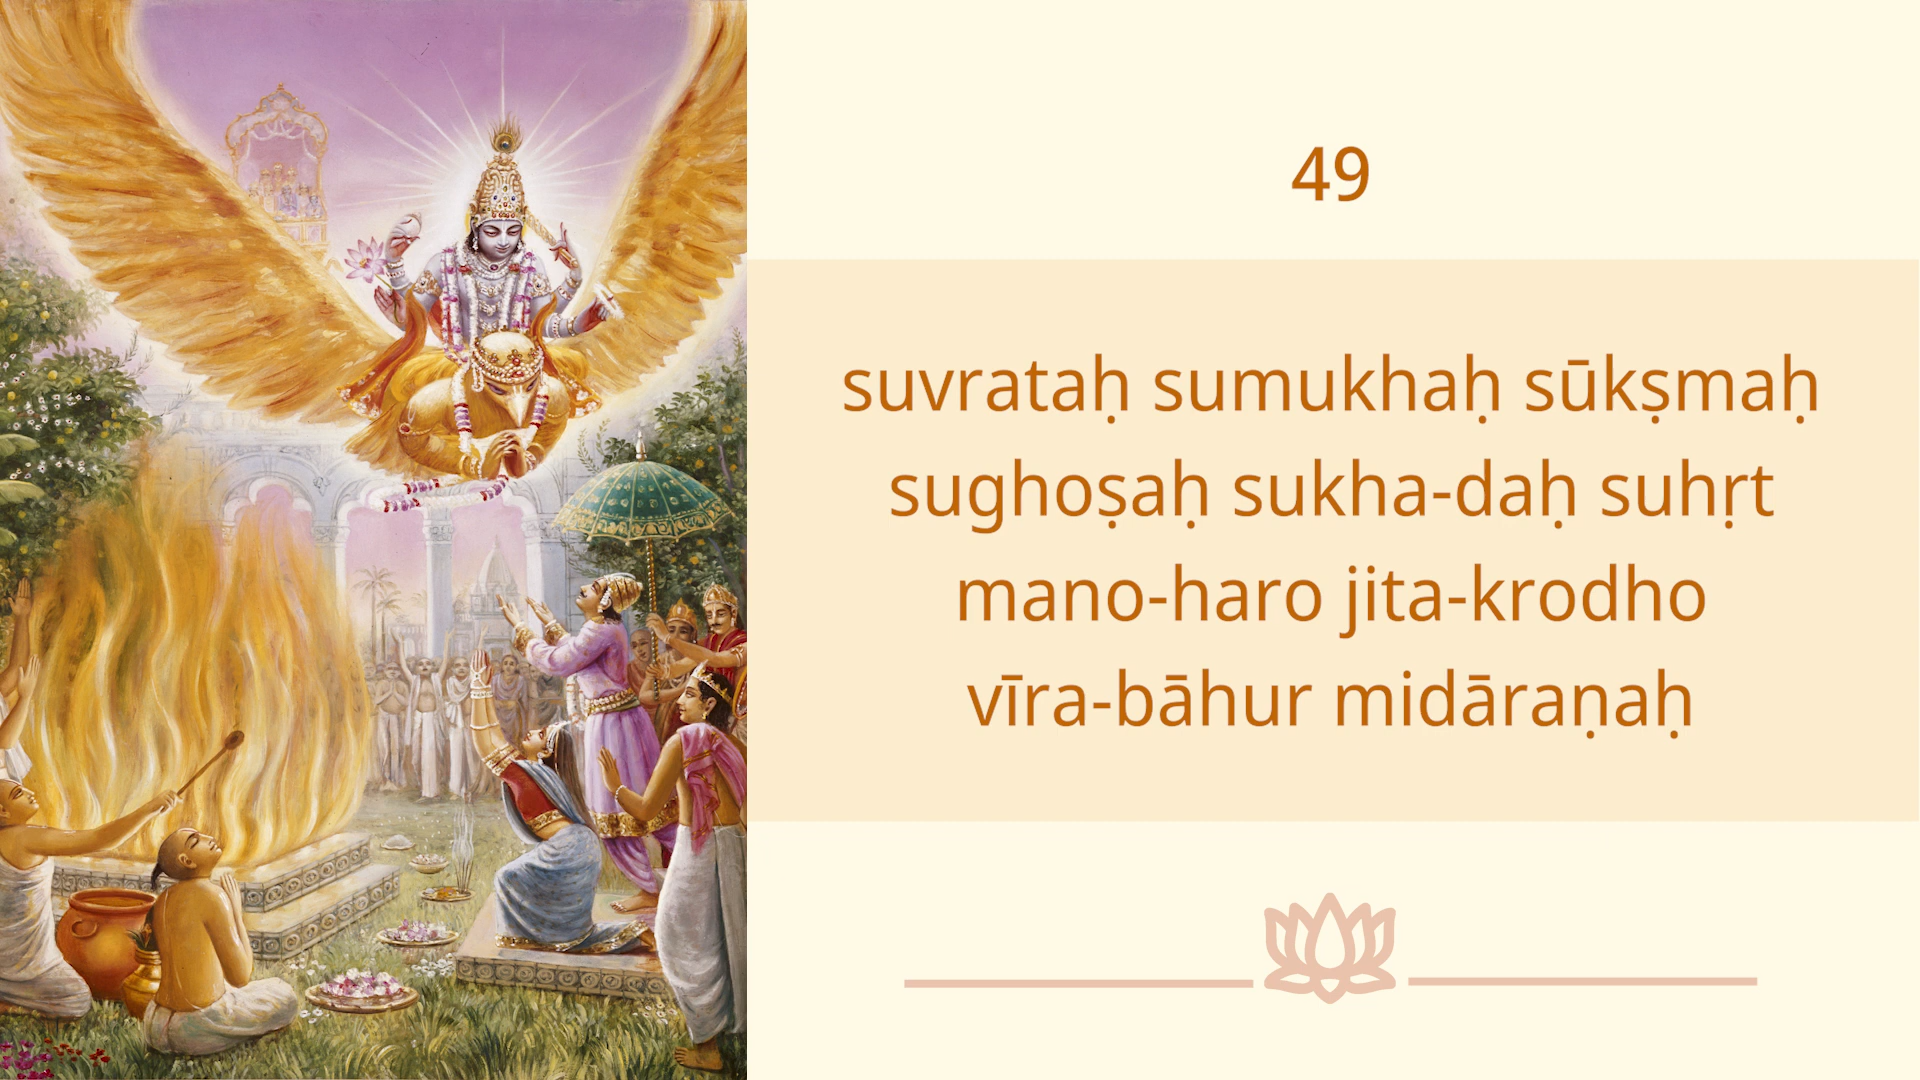 49
suvrataḥ sumukhaḥ sūkṣmaḥ
sughoṣaḥ sukha-daḥ suhṛt
mano-haro jita-krodho
vīra-bāhur midāraṇaḥ